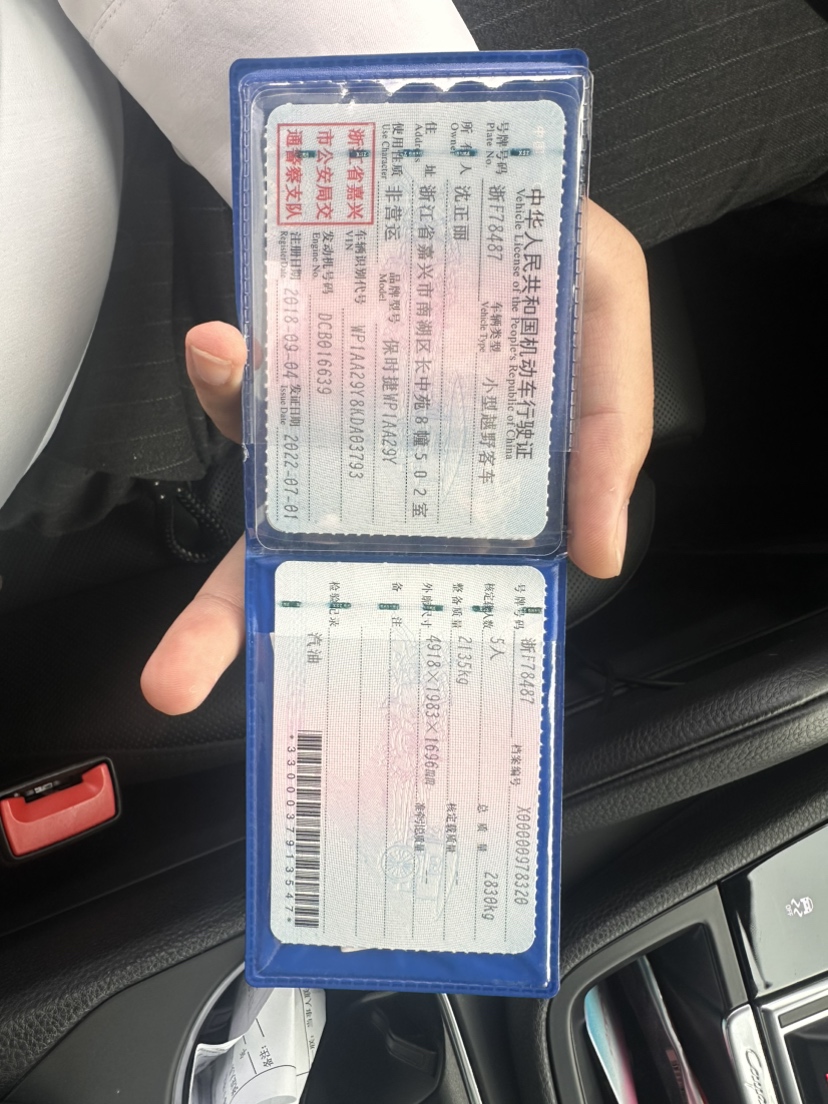 中华人民共和国机动车行驶证
Vehicle License of the People's Republic of China
号牌号码 浙F78487 车辆类型 小型越野客车
Plate No. Vehicle Type
所有人 沈正丽
Owner
住址 浙江省嘉兴市南湖区长中苑8幢502室
Address
使用性质 非营运 品牌型号 保时捷WP1AA29Y
Use Character Model
浙江省嘉兴
市公安局交
通警察支队
车辆识别代号 WP1AA29Y8KDA03793
VIN
发动机号码 DCB016639
Engine No.
注册日期 2018-09-04 发证日期 2022-07-01
Register Date Issue Date
号牌号码 浙F78487 档案编号 X00000978320
核定载人数 5人 总质量 2830kg
整备质量 2135kg 核定载质量 --
外廓尺寸 4918×1983×1696mm 准牵引总质量 --
备注
检验记录
汽油
*3300037913547*